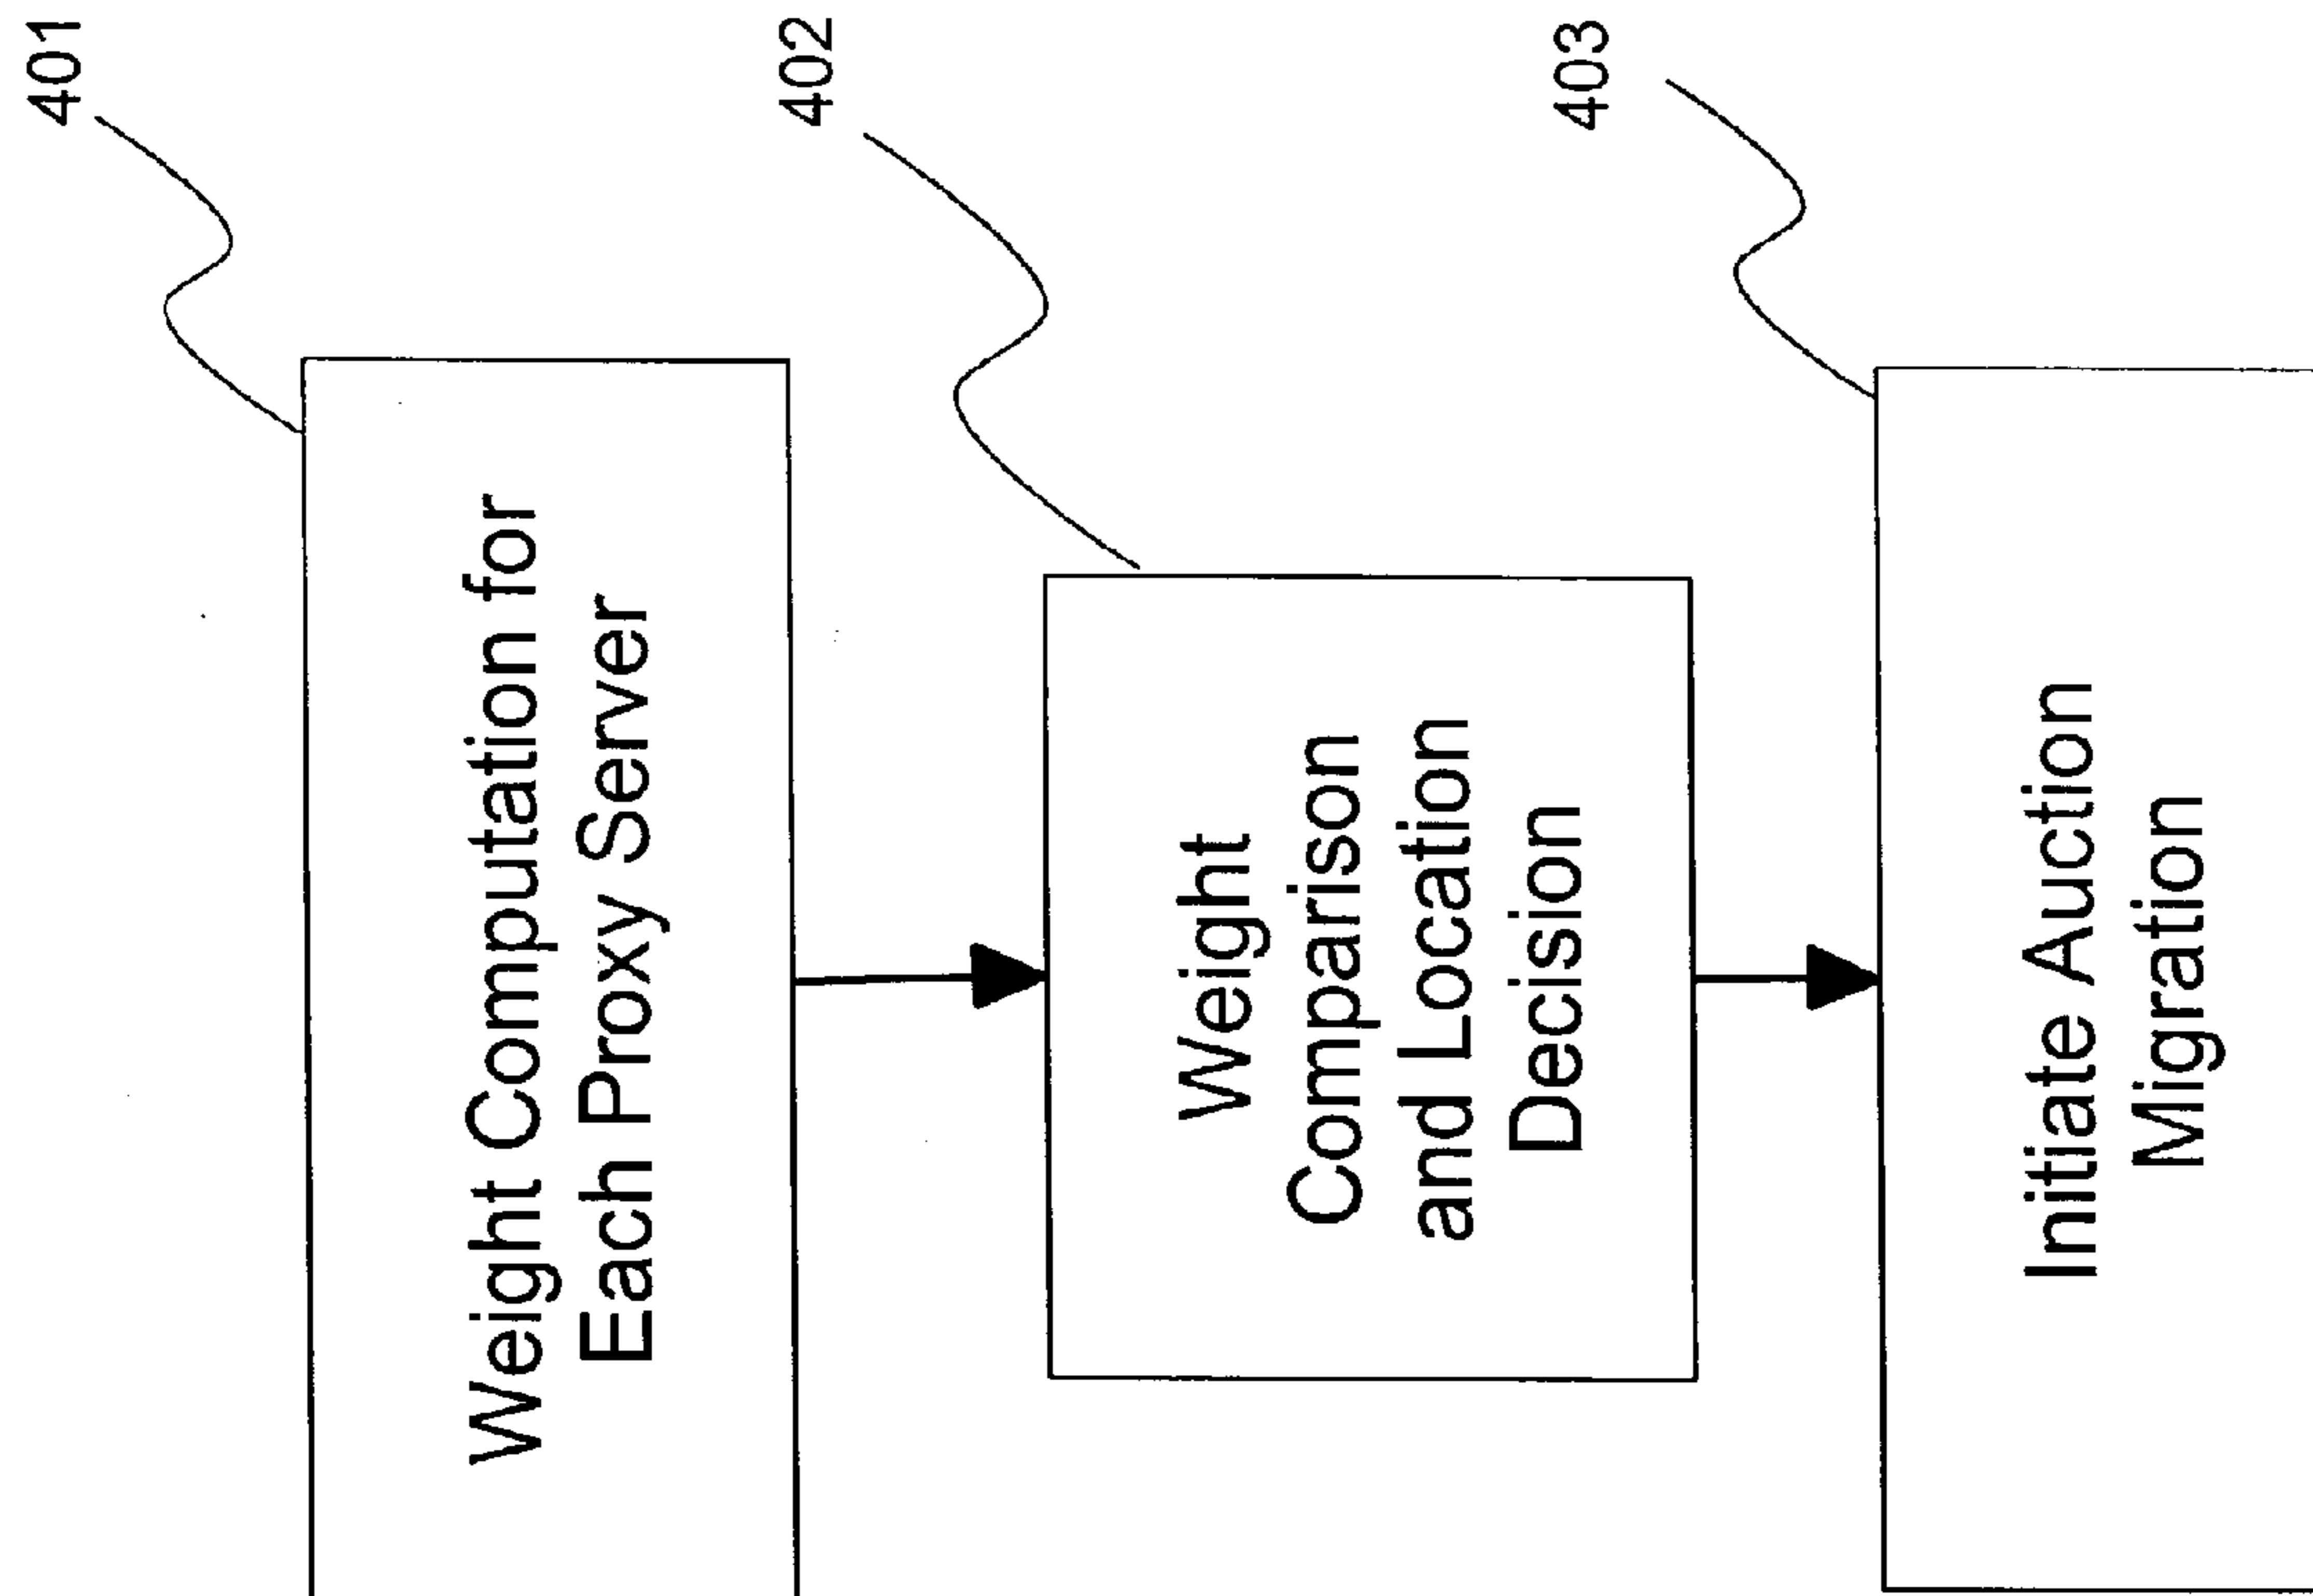 401
Weight Computation for
Each Proxy Server
402
Weight
Comparison
and Location
Decision
403
Initiate Auction
Migration